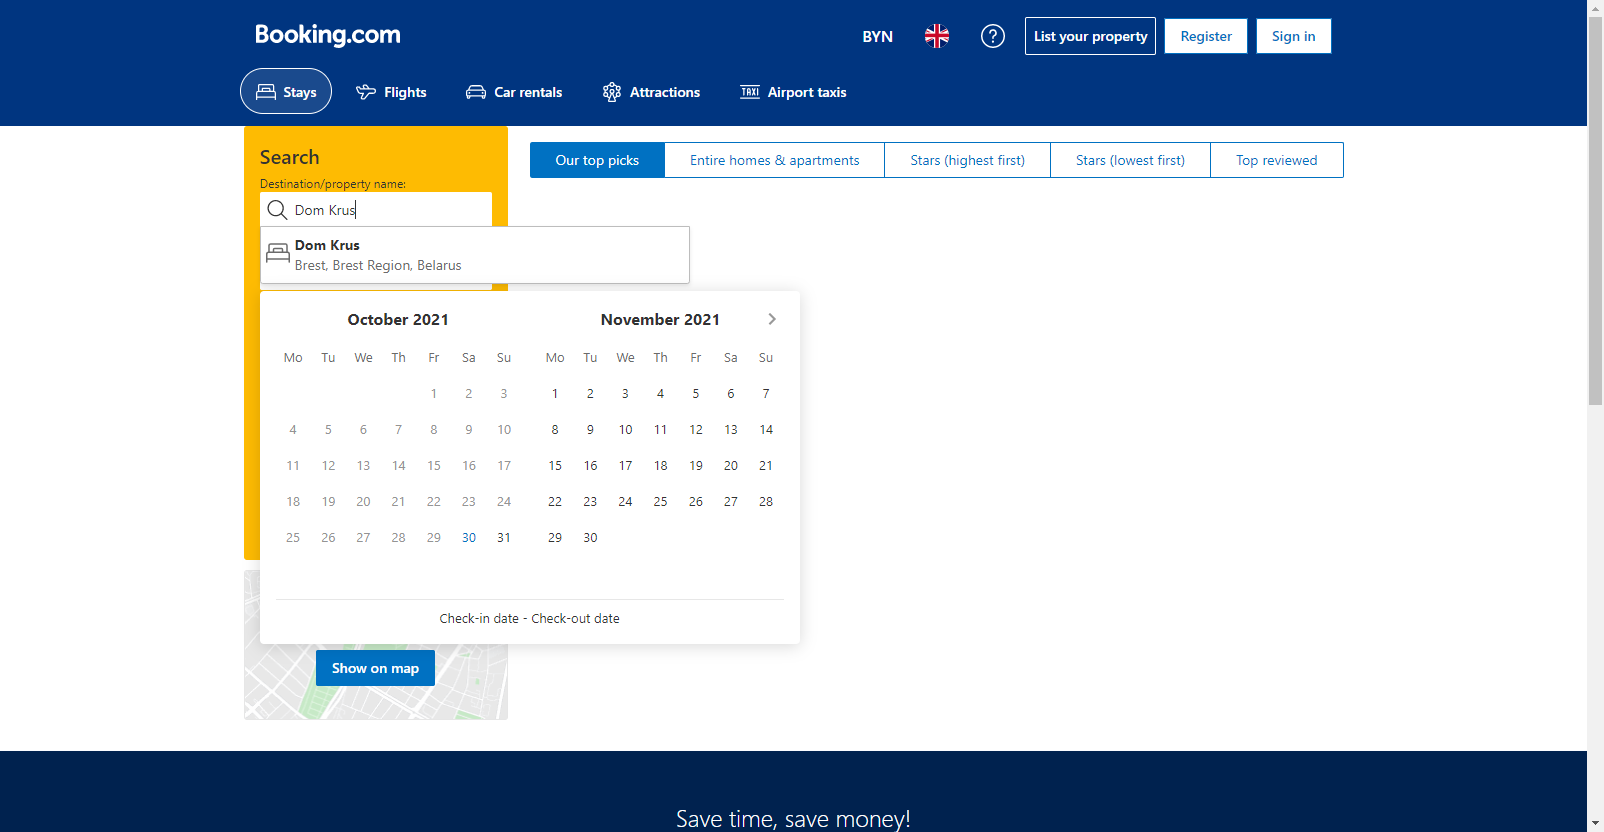 Booking.com
BYN
List your property
Register
Sign in
Stays
Flights
Car rentals
Attractions
TAXI
Airport taxis
Search
Destination/property name:
Dom Krus
Dom Krus
Brest, Brest Region, Belarus
Our top picks
Entire homes & apartments
Stars (highest first)
Stars (lowest first)
Top reviewed
October 2021
Mo Tu We Th Fr Sa Su
1 2 3
4 5 6 7 8 9 10
11 12 13 14 15 16 17
18 19 20 21 22 23 24
25 26 27 28 29 30 31
November 2021
Mo Tu We Th Fr Sa Su
1 2 3 4 5 6 7
8 9 10 11 12 13 14
15 16 17 18 19 20 21
22 23 24 25 26 27 28
29 30
Check-in date - Check-out date
Show on map
Save time, save money!